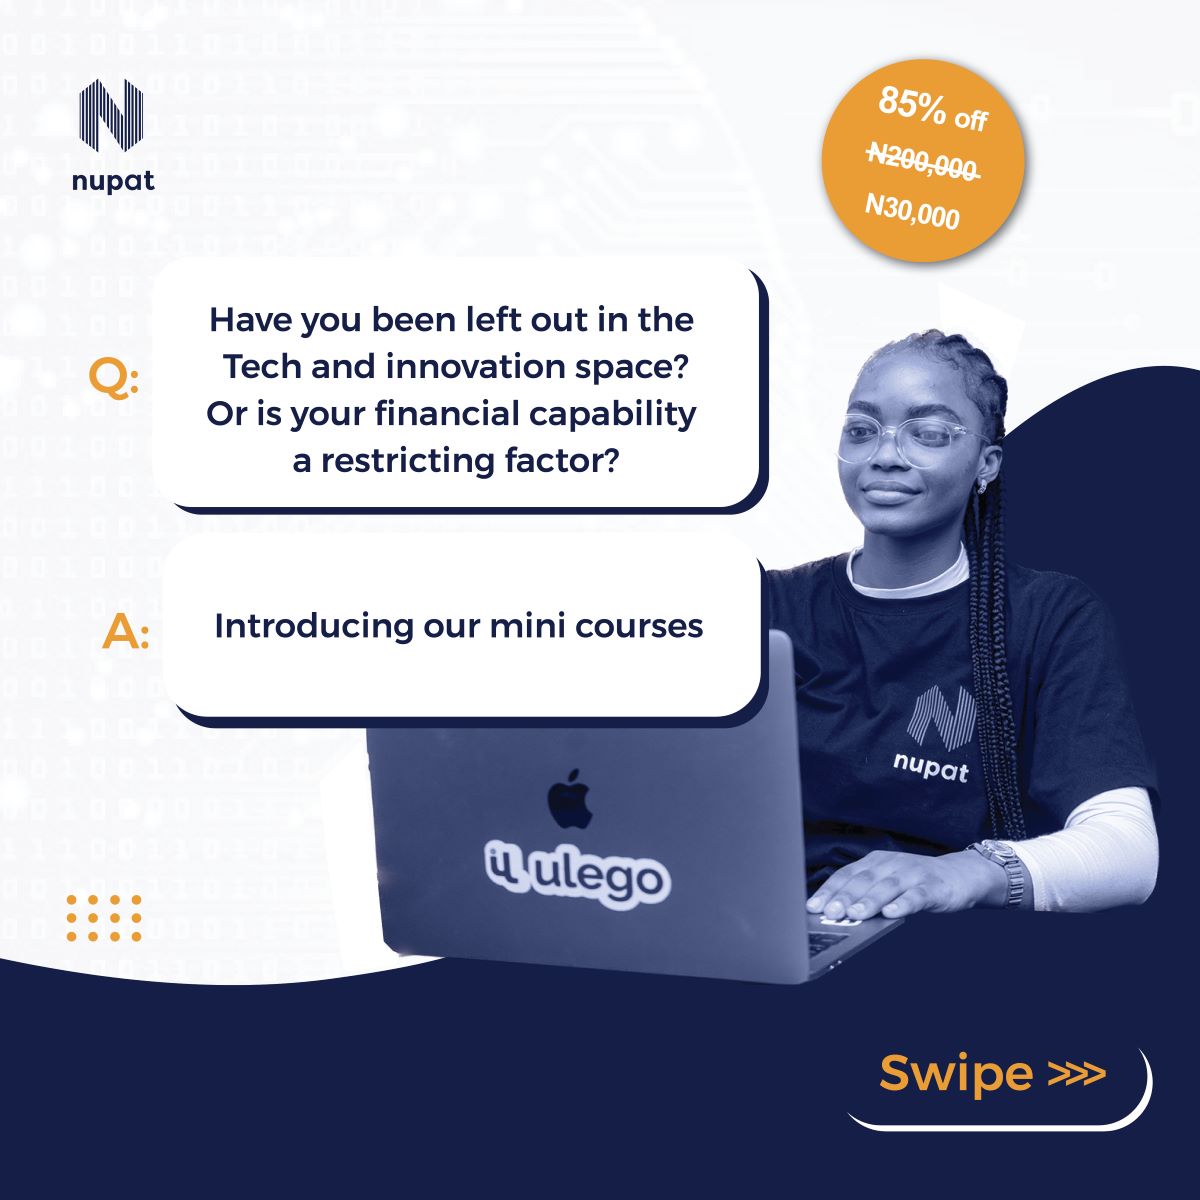 nupat
85% off
N200,000
N30,000
Q:
Have you been left out in the
Tech and innovation space?
Or is your financial capability
a restricting factor?
A:
Introducing our mini courses
nupat
ulego
Swipe >>>